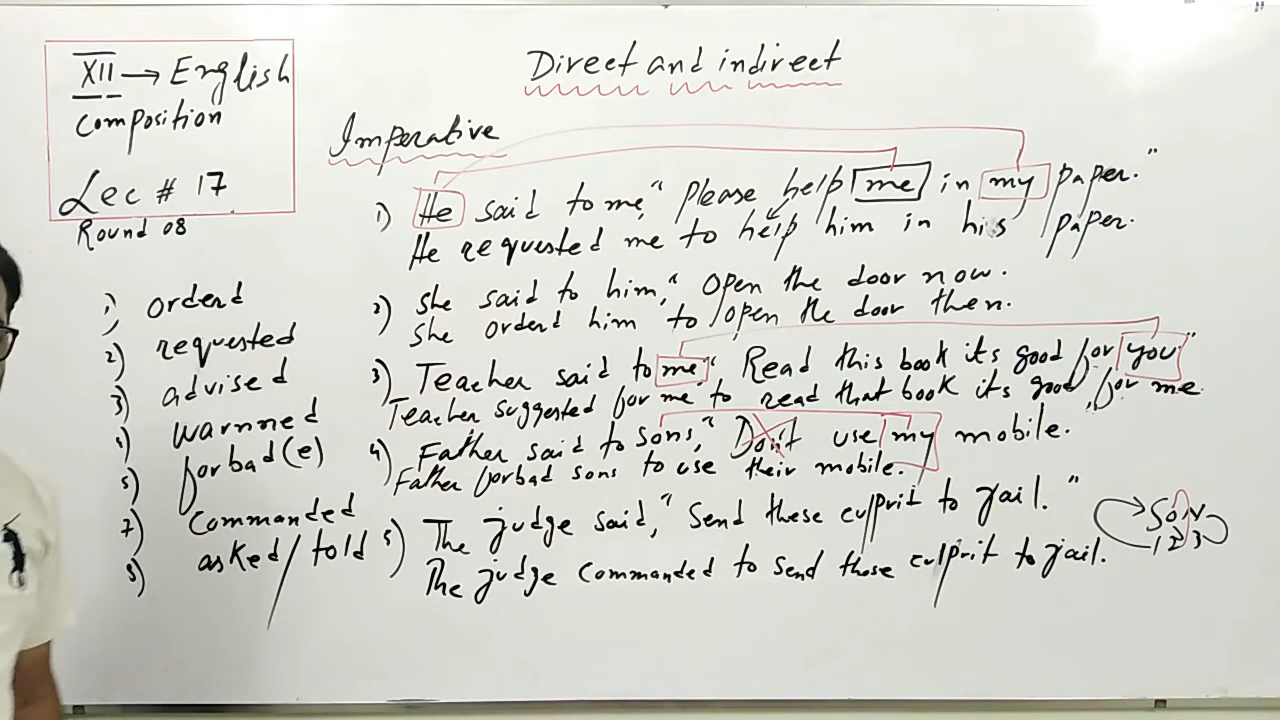 XII → English
composition
Lec # 17
Round 08
Direct and indirect
Imperative
1) He said to me, "Please help me in my paper."
He requested me to help him in his paper.
2) She said to him, "Open the door now.
She orderd him to open the door then.
3) Teacher said to me "Read this book its good for you."
Teacher suggested for me to read that book its good for me.
4) Father said to sons, "Don't use my mobile.
Father forbad sons to use their mobile.
5) The judge said, "Send these culprit to jail."
The judge commanded to send those culprit to jail.
1) orderd
2) requested
3) advised
4) warnned
5) forbad(e)
7) Commanded
8) asked/told
SON
1 2 3